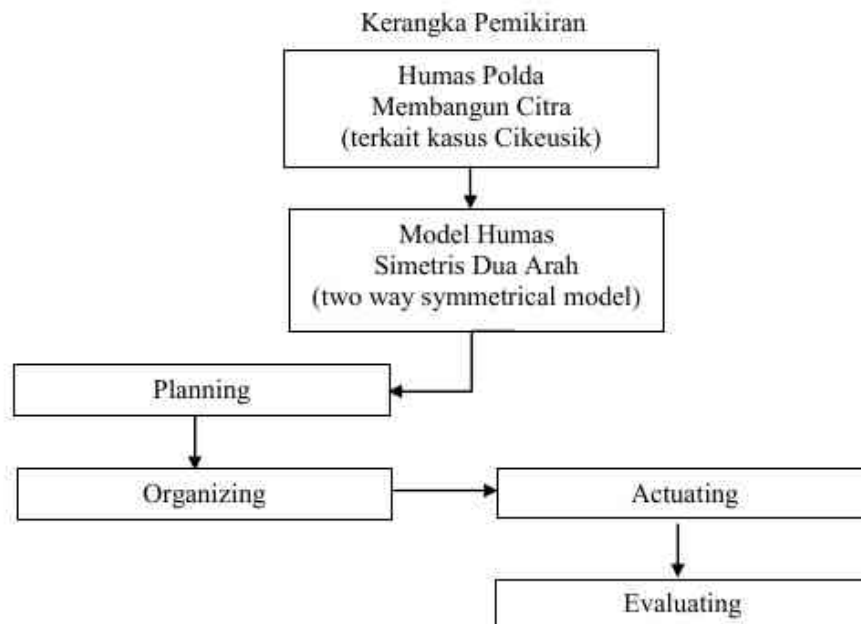 Kerangka Pemikiran
Humas Polda
Membangun Citra
(terkait kasus Cikeusik)
Model Humas
Simetris Dua Arah
(two way symmetrical model)
Planning
Organizing
Actuating
Evaluating